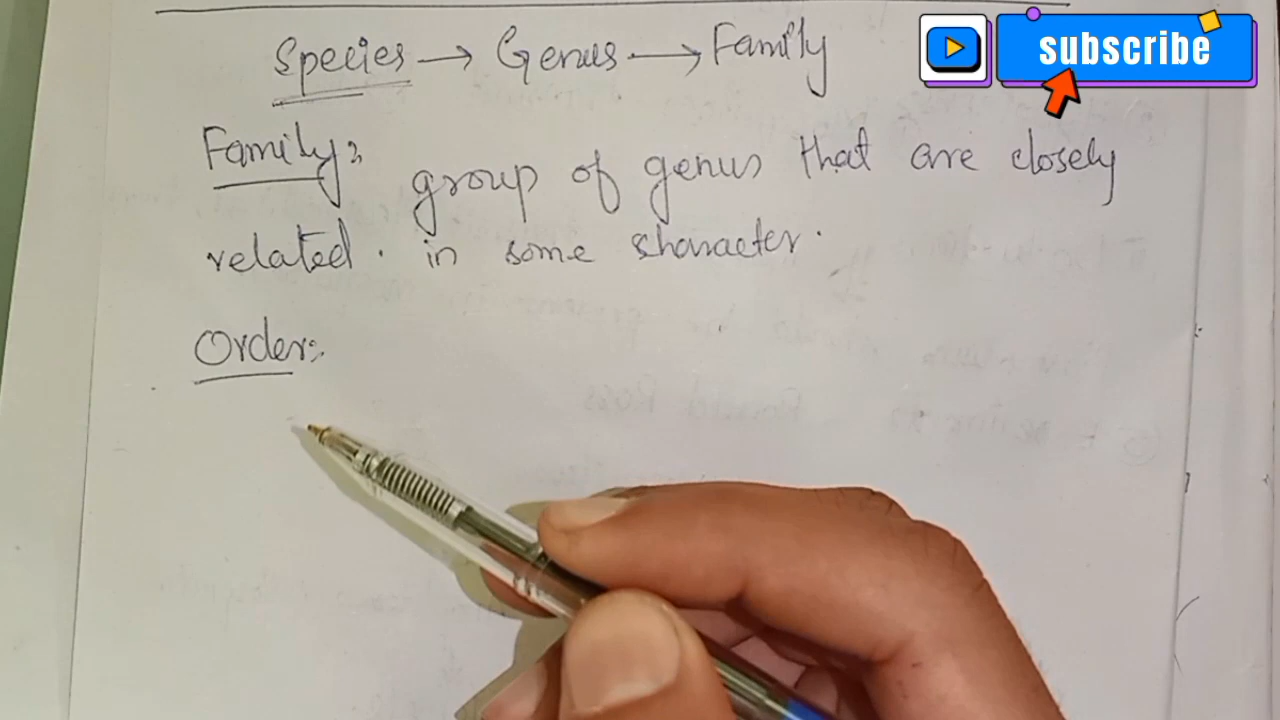 Species → Genus → Family
subscribe
Family:
group of genus that are closely
related. in some character.
Order: